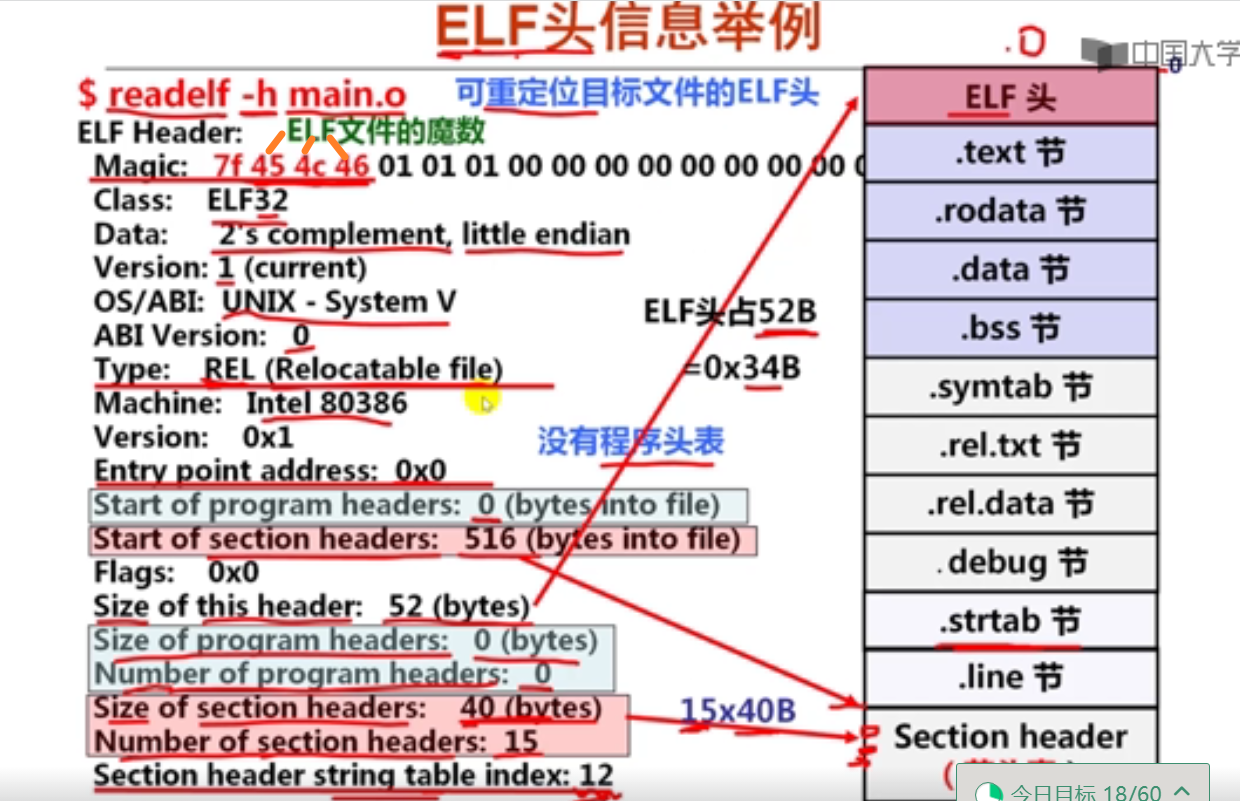 ELF头信息举例
.o
中国大学
0
$ readelf -h main.o
可重定位目标文件的ELF头
ELF Header:
ELF文件的魔数
Magic: 7f 45 4c 46 01 01 01 00 00 00 00 00 00 00 00 0
Class: ELF32
Data: 2's complement, little endian
Version: 1 (current)
OS/ABI: UNIX - System V
ABI Version: 0
Type: REL (Relocatable file)
Machine: Intel 80386
Version: 0x1
Entry point address: 0x0
Start of program headers: 0 (bytes into file)
Start of section headers: 516 (bytes into file)
Flags: 0x0
Size of this header: 52 (bytes)
Size of program headers: 0 (bytes)
Number of program headers: 0
Size of section headers: 40 (bytes)
Number of section headers: 15
Section header string table index: 12
ELF头占52B
=0x34B
没有程序头表
15x40B
ELF 头
.text 节
.rodata 节
.data 节
.bss 节
.symtab 节
.rel.txt 节
.rel.data 节
.debug 节
.strtab 节
.line 节
Section header
今日目标 18/60